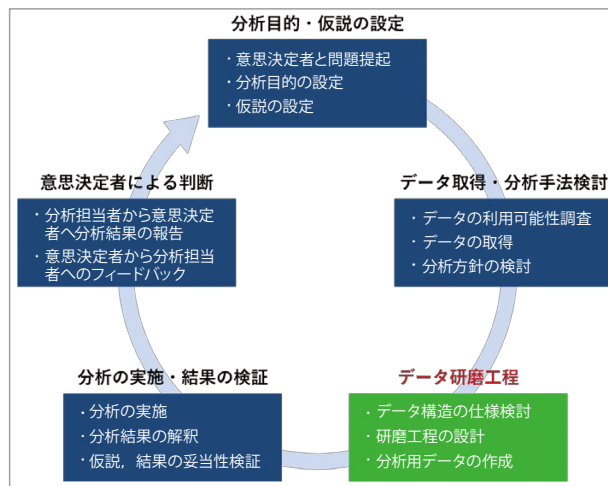 分析目的・仮説の設定
・意思決定者と問題提起
・分析目的の設定
・仮説の設定
データ取得・分析手法検討
・データの利用可能性調査
・データの取得
・分析方針の検討
データ研磨工程
・データ構造の仕様検討
・研磨工程の設計
・分析用データの作成
分析の実施・結果の検証
・分析の実施
・分析結果の解釈
・仮説，結果の妥当性検証
意思決定者による判断
・分析担当者から意思決定
者へ分析結果の報告
・意思決定者から分析担当
者へのフィードバック